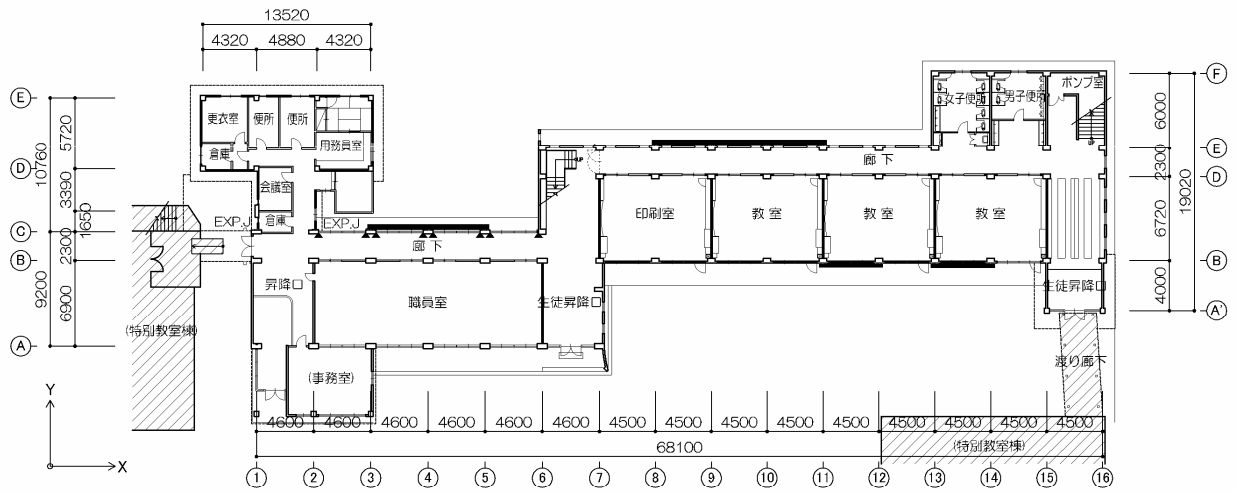 13520
4320 4880 4320
E
D
C
B
A
10760
5720
3390
1650
2300
9200
6900
更衣室 便所 便所
用務員室
倉庫
会議室
倉庫
EXP.J EXP.J
廊下
昇降口
職員室
生徒昇降口
(事務室)
(特別教室棟)
UP
廊下
印刷室 教室 教室 教室
女子便所 男子便所 ポンプ室
生徒昇降口
渡り廊下
(特別教室棟)
F
E
D
B
A'
6000
2300
6720
4000
19020
4600 4600 4600 4600 4600 4600 4500 4500 4500 4500 4500 4500 4500 4500 4500
68100
Y
X
1 2 3 4 5 6 7 8 9 10 11 12 13 14 15 16